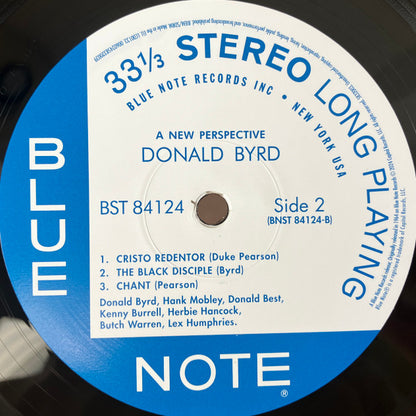 33⅓ STEREO LONG PLAYING
BLUE NOTE RECORDS INC • NEW YORK USA
A NEW PERSPECTIVE
DONALD BYRD
BLUE
BST 84124
Side 2
(BNST 84124-B)
1. CRISTO REDENTOR (Duke Pearson)
2. THE BLACK DISCIPLE (Byrd)
3. CHANT (Pearson)
Donald Byrd, Hank Mobley, Donald Best,
Kenny Burrell, Herbie Hancock,
Butch Warren, Lex Humphries.
NOTE
®